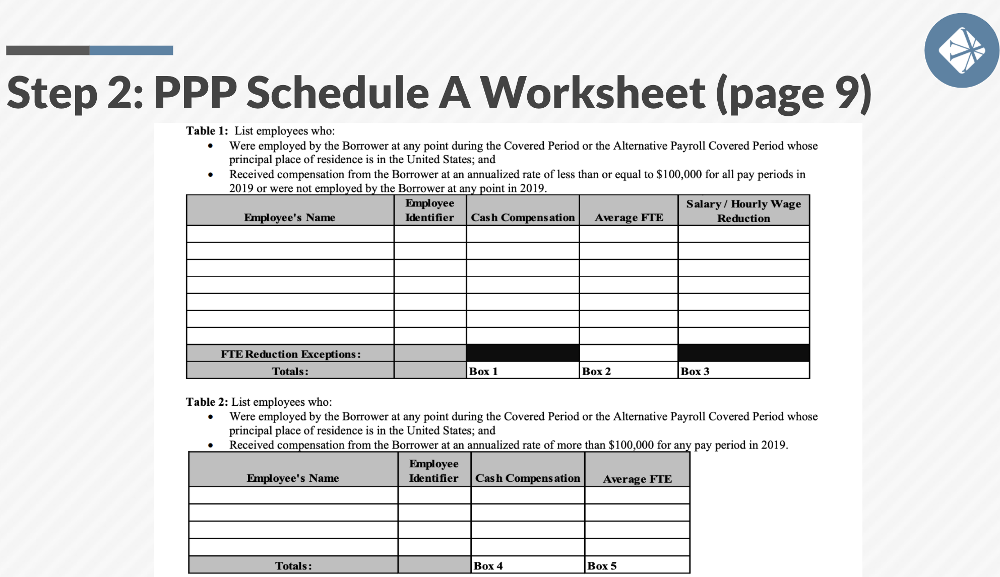 Step 2: PPP Schedule A Worksheet (page 9)
Table 1: List employees who:
• Were employed by the Borrower at any point during the Covered Period or the Alternative Payroll Covered Period whose
principal place of residence is in the United States; and
• Received compensation from the Borrower at an annualized rate of less than or equal to $100,000 for all pay periods in
2019 or were not employed by the Borrower at any point in 2019.
Employee's Name Employee Identifier Cash Compensation Average FTE Salary / Hourly Wage Reduction
FTE Reduction Exceptions:
Totals: Box 1 Box 2 Box 3
Table 2: List employees who:
• Were employed by the Borrower at any point during the Covered Period or the Alternative Payroll Covered Period whose
principal place of residence is in the United States; and
• Received compensation from the Borrower at an annualized rate of more than $100,000 for any pay period in 2019.
Employee's Name Employee Identifier Cash Compensation Average FTE
Totals: Box 4 Box 5